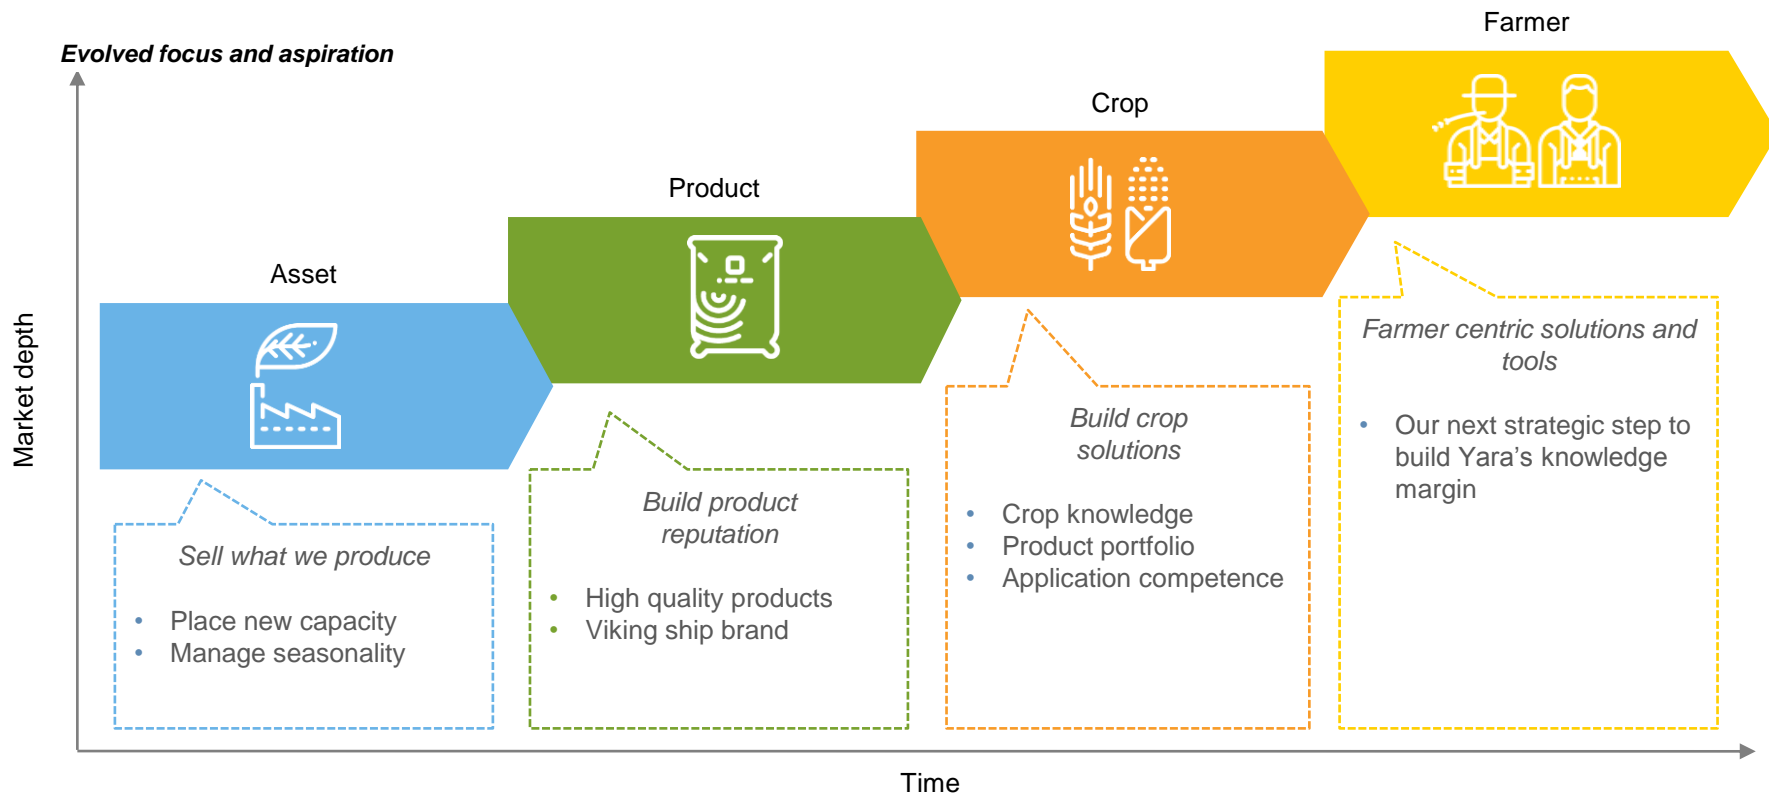 Evolved focus and aspiration
Market depth
Asset
Sell what we produce
• Place new capacity
• Manage seasonality
Product
Build product
reputation
• High quality products
• Viking ship brand
Crop
Build crop
solutions
• Crop knowledge
• Product portfolio
• Application competence
Farmer
Farmer centric solutions and
tools
• Our next strategic step to
build Yara’s knowledge
margin
Time